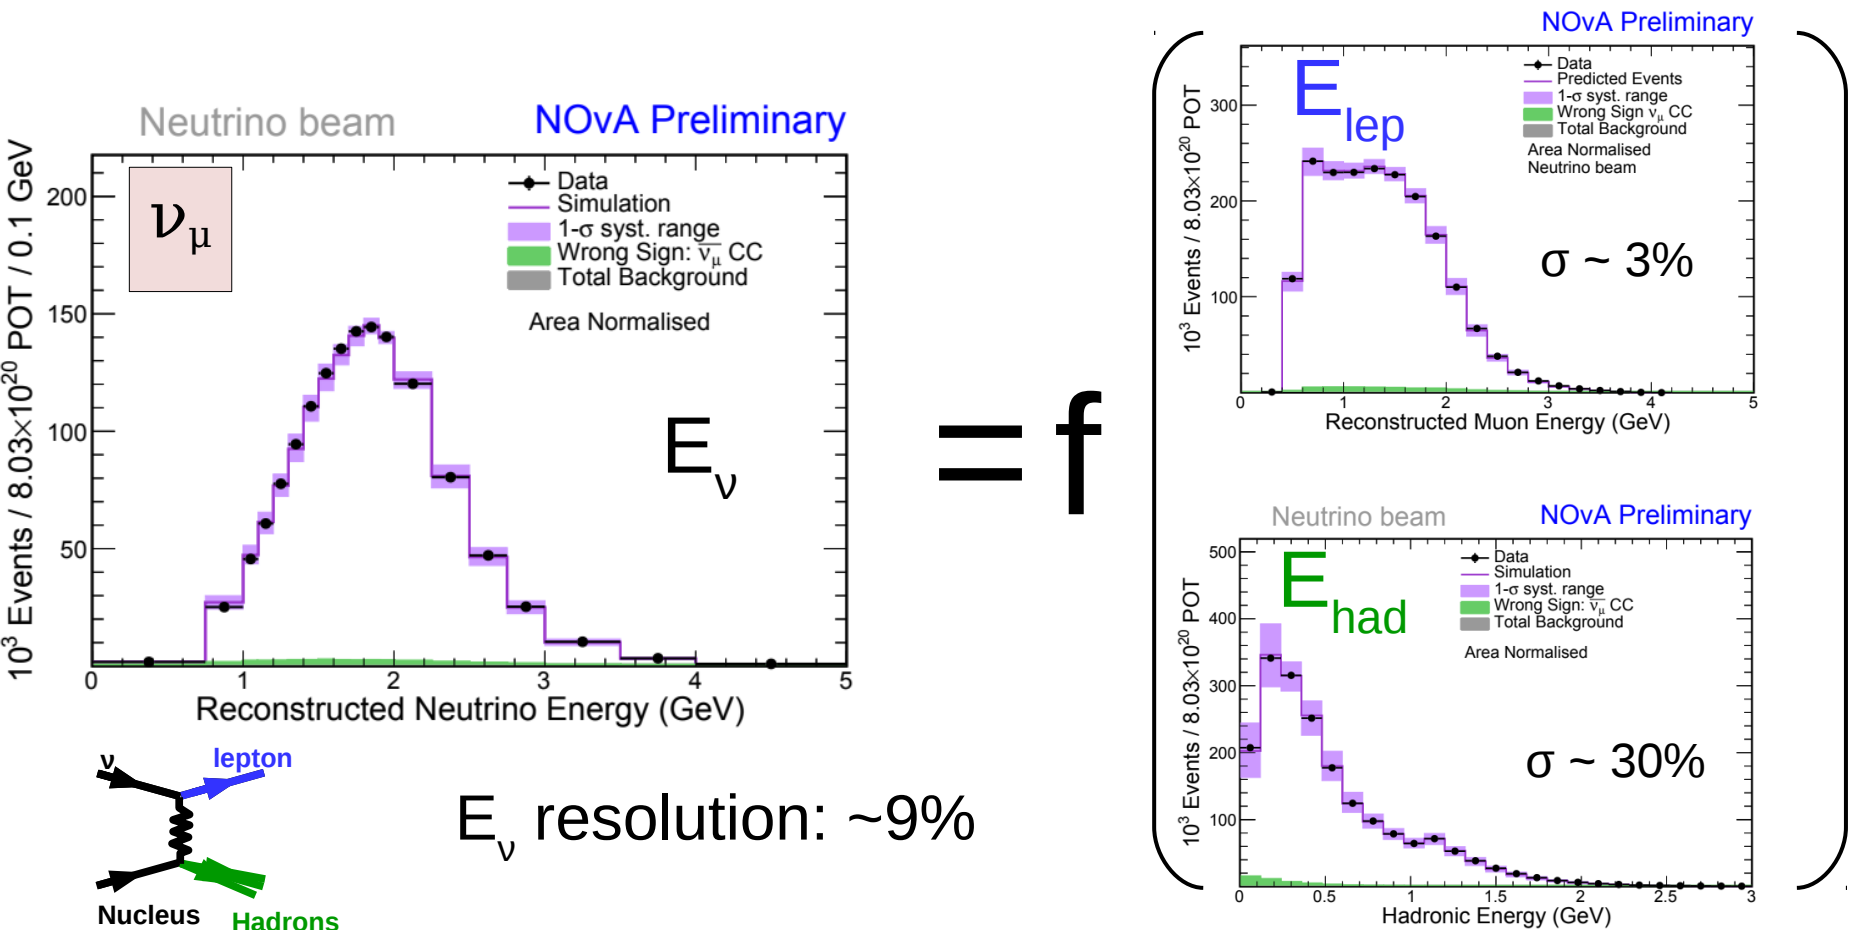 Neutrino beam
NOνA Preliminary
10³ Events / 8.03×10²⁰ POT / 0.1 GeV
200
150
100
50
ν_μ
Data
Simulation
1-σ syst. range
Wrong Sign: ν̅_μ CC
Total Background
Area Normalised
E_ν
0 1 2 3 4 5
Reconstructed Neutrino Energy (GeV)
= f
NOνA Preliminary
10³ Events / 8.03×10²⁰ POT
300
200
100
E_lep
Data
Predicted Events
1-σ syst. range
Wrong Sign ν_μ CC
Total Background
Area Normalised
Neutrino beam
σ ~ 3%
0 1 2 3 4 5
Reconstructed Muon Energy (GeV)
Neutrino beam
NOνA Preliminary
10³ Events / 8.03×10²⁰ POT
500
400
300
200
100
E_had
Data
Simulation
1-σ syst. range
Wrong Sign: ν̅_μ CC
Total Background
Area Normalised
σ ~ 30%
0 0.5 1 1.5 2 2.5 3
Hadronic Energy (GeV)
ν
lepton
Nucleus
Hadrons
E_ν resolution: ~9%